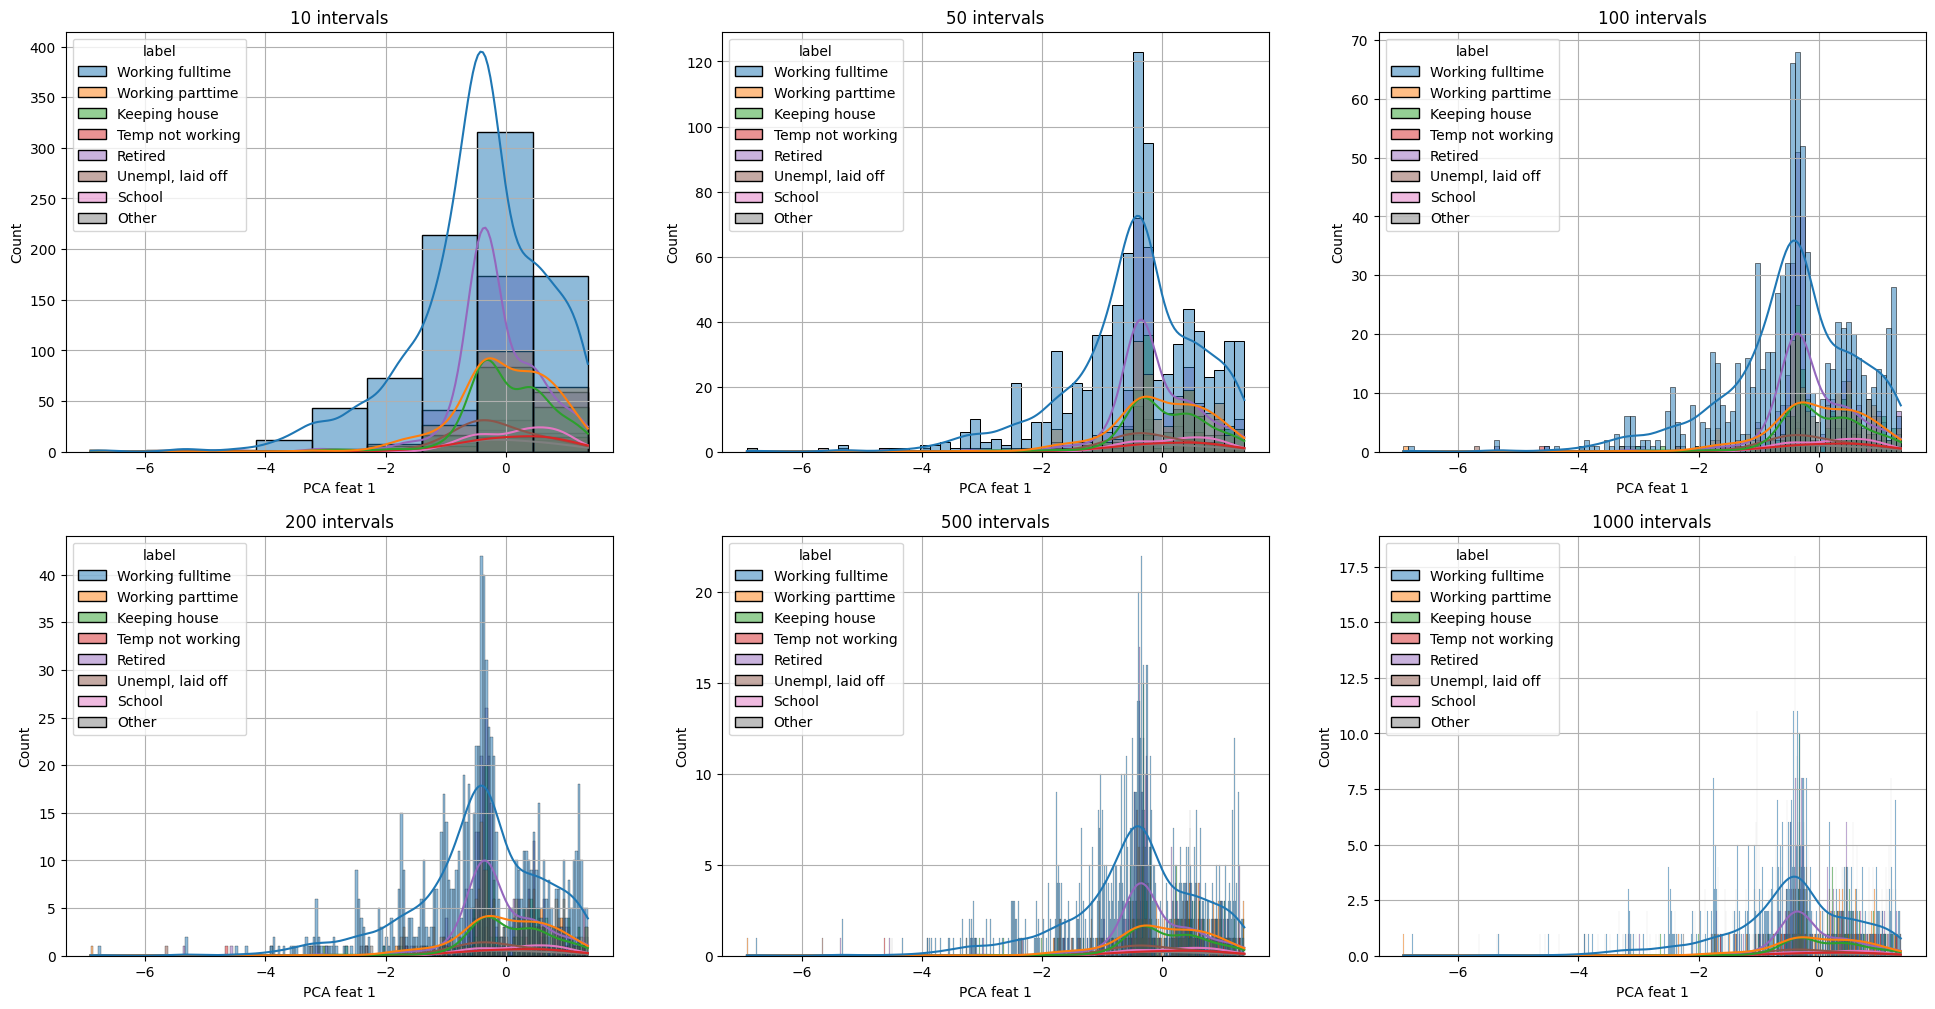 10 intervals
label
Working fulltime
Working parttime
Keeping house
Temp not working
Retired
Unempl, laid off
School
Other
400
350
300
250
200
150
100
50
0
Count
−6
−4
−2
0
PCA feat 1
50 intervals
label
Working fulltime
Working parttime
Keeping house
Temp not working
Retired
Unempl, laid off
School
Other
120
100
80
60
40
20
0
Count
−6
−4
−2
0
PCA feat 1
100 intervals
label
Working fulltime
Working parttime
Keeping house
Temp not working
Retired
Unempl, laid off
School
Other
70
60
50
40
30
20
10
0
Count
−6
−4
−2
0
PCA feat 1
200 intervals
label
Working fulltime
Working parttime
Keeping house
Temp not working
Retired
Unempl, laid off
School
Other
40
35
30
25
20
15
10
5
0
Count
−6
−4
−2
0
PCA feat 1
500 intervals
label
Working fulltime
Working parttime
Keeping house
Temp not working
Retired
Unempl, laid off
School
Other
20
15
10
5
0
Count
−6
−4
−2
0
PCA feat 1
1000 intervals
label
Working fulltime
Working parttime
Keeping house
Temp not working
Retired
Unempl, laid off
School
Other
17.5
15.0
12.5
10.0
7.5
5.0
2.5
0.0
Count
−6
−4
−2
0
PCA feat 1